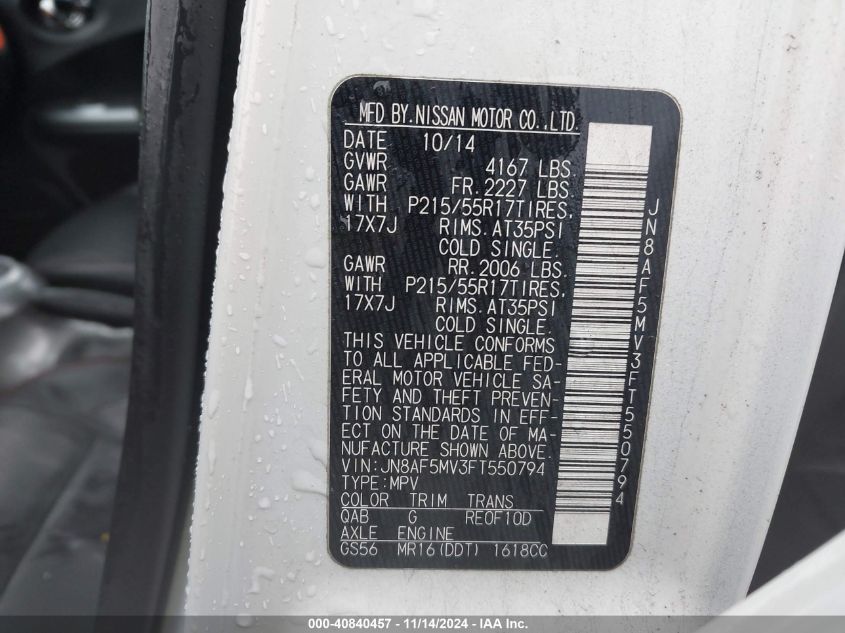 MFD BY.NISSAN MOTOR CO.,LTD.
DATE 10/14
GVWR 4167 LBS.
GAWR FR.2227 LBS.
WITH P215/55R17TIRES,
17X7J RIMS.AT35PSI
COLD SINGLE.
GAWR RR.2006 LBS.
WITH P215/55R17TIRES,
17X7J RIMS.AT35PSI
COLD SINGLE.
THIS VEHICLE CONFORMS
TO ALL APPLICABLE FED-
ERAL MOTOR VEHICLE SA-
FETY AND THEFT PREVEN-
TION STANDARDS IN EFF-
ECT ON THE DATE OF MA-
NUFACTURE SHOWN ABOVE.
VIN:JN8AF5MV3FT550794
TYPE:MPV
COLOR TRIM TRANS
QAB G RE0F10D
AXLE ENGINE
GS56 MR16(DDT) 1618CC
JN8AF5MV3FT550794
000-40840457 - 11/14/2024 - IAAI.COM